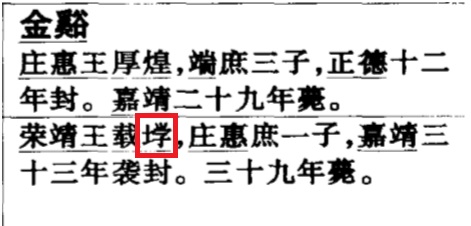 金谿
庄惠王厚煌,端庶三子,正德十二
年封。嘉靖二十九年薨。
荣靖王载,庄惠庶一子,嘉靖三
十三年袭封。三十九年薨。